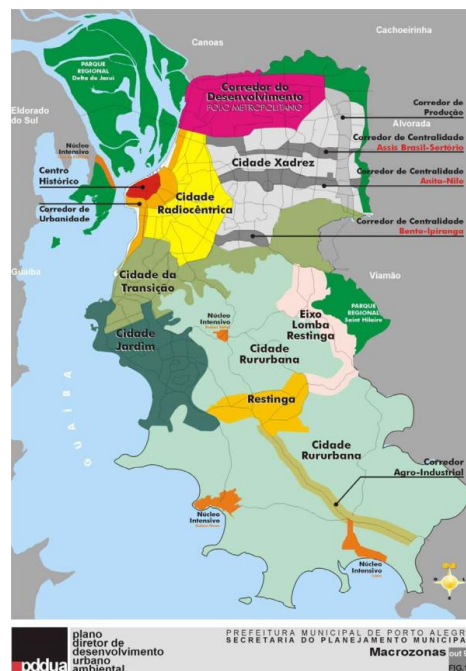 Cachoeirinha
Canoas
PARQUE
REGIONAL
Delta do Jacuí
Corredor do
Desenvolvimento
PÓLO METROPOLITANO
Corredor de
Produção
Eldorado
do Sul
Alvorada
Núcleo
Intensivo
Corredor de Centralidade
Assis Brasil-Sertório
Cidade Xadrez
Centro
Histórico
Corredor de Centralidade
Anita-Nilo
Cidade
Radiocêntrica
Corredor de
Urbanidade
Corredor de Centralidade
Bento-Ipiranga
Guaíba
Cidade da
Transição
Viamão
PARQUE
REGIONAL
Saint Hilaire
Eixo
Lomba
Restinga
Núcleo
Intensivo
Cidade
Jardim
Cidade
Rururbana
Restinga
GUAÍBA
Cidade
Rururbana
Corredor
Agro-Industrial
Núcleo
Intensivo
Núcleo
Intensivo
pddua
plano
diretor de
desenvolvimento
urbano
ambiental
PREFEITURA MUNICIPAL DE PORTO ALEGR
SECRETARIA DO PLANEJAMENTO MUNICIPA
Macrozonas
out 9
FIG.